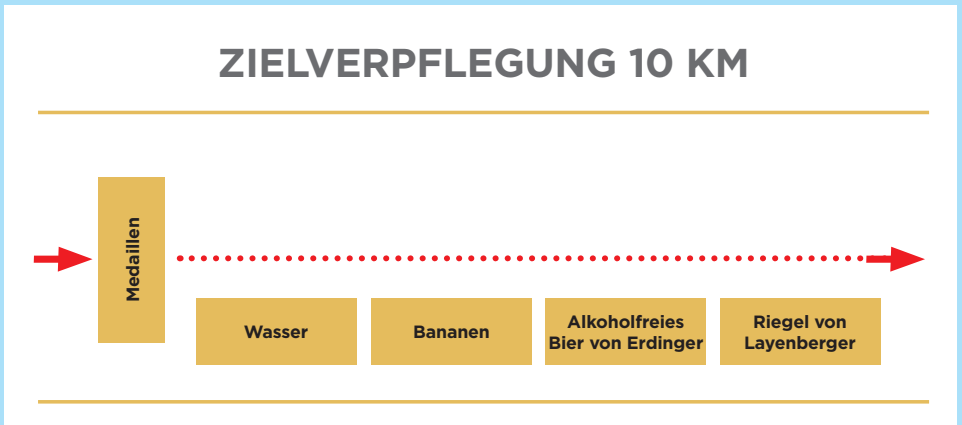 ZIELVERPFLEGUNG 10 KM
Medaillen
Wasser
Bananen
Alkoholfreies
Bier von Erdinger
Riegel von
Layenberger